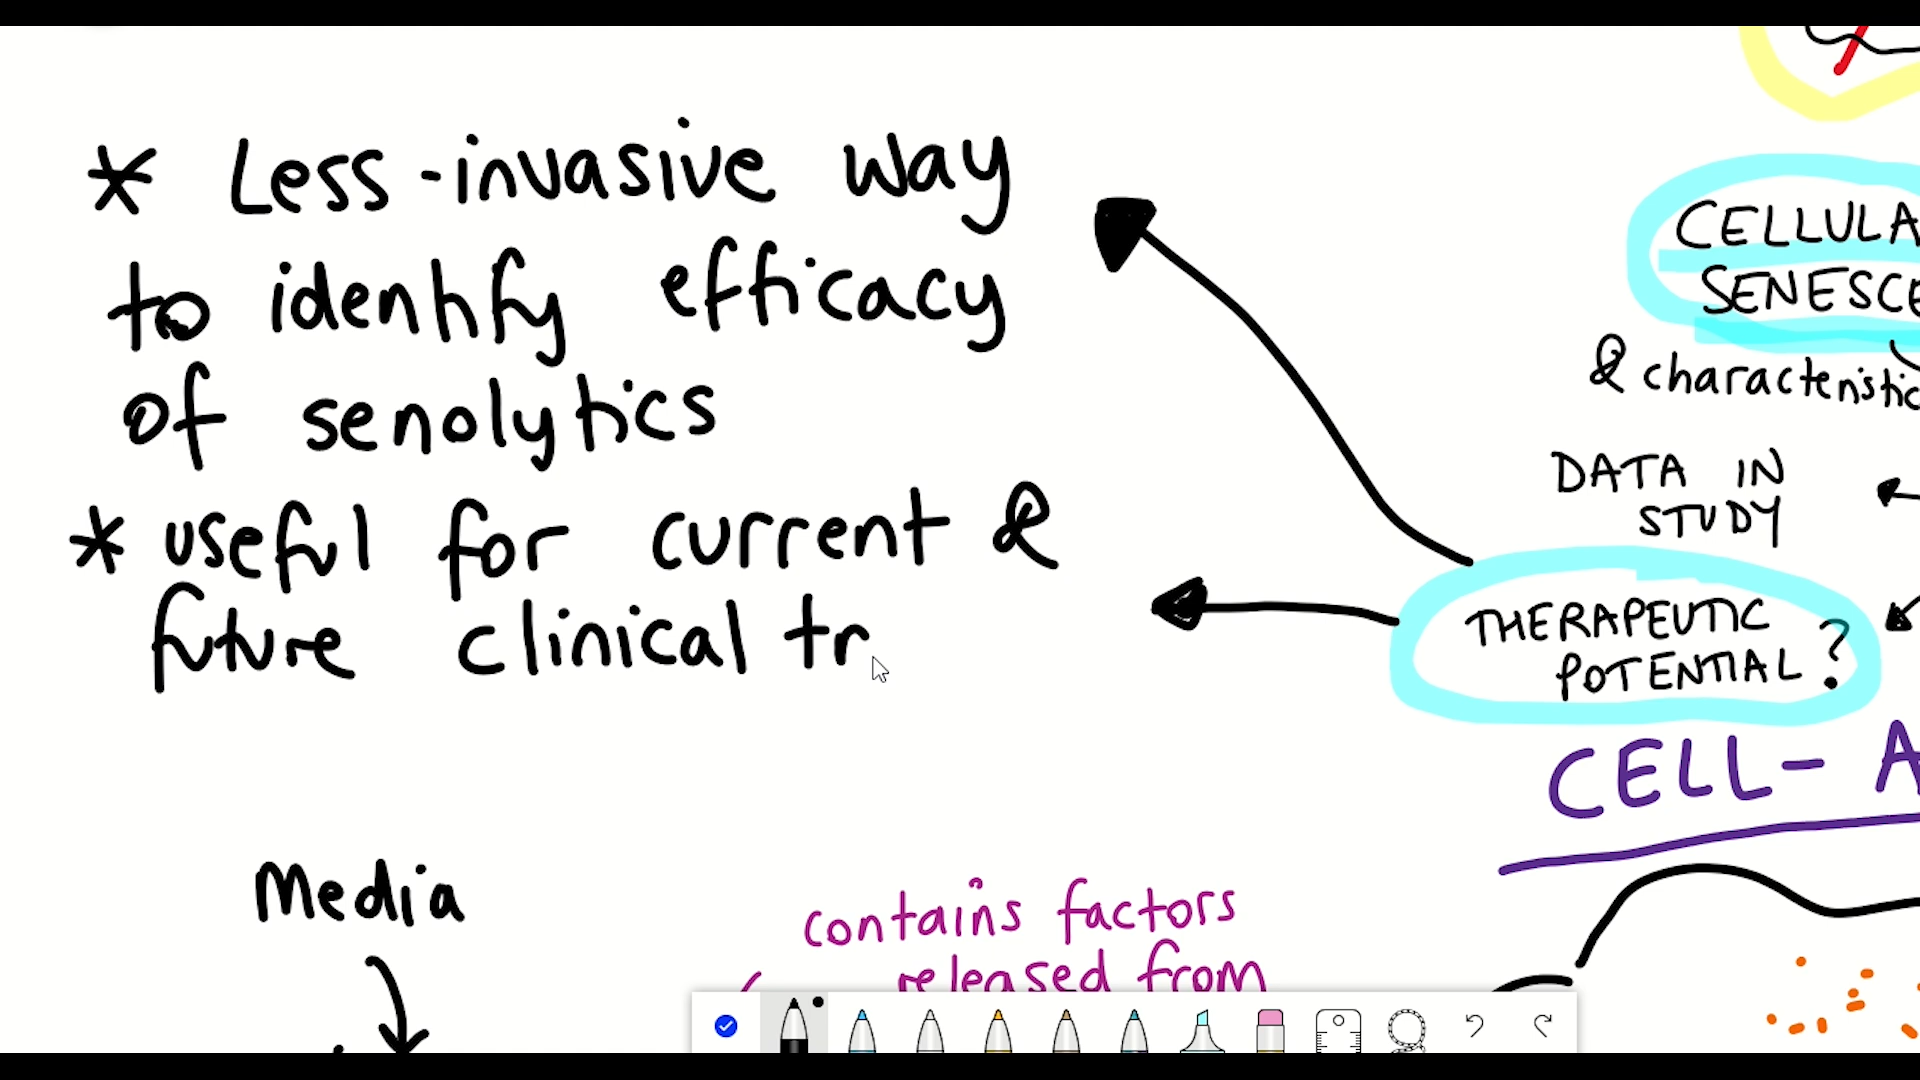 * Less-invasive way
to identify efficacy
of senolytics
* useful for current &
future clinical tr
CELLULA
SENESCE
& characteristic
DATA IN
STUDY
THERAPEUTIC
POTENTIAL?
CELL- A
Media
contains factors
released from